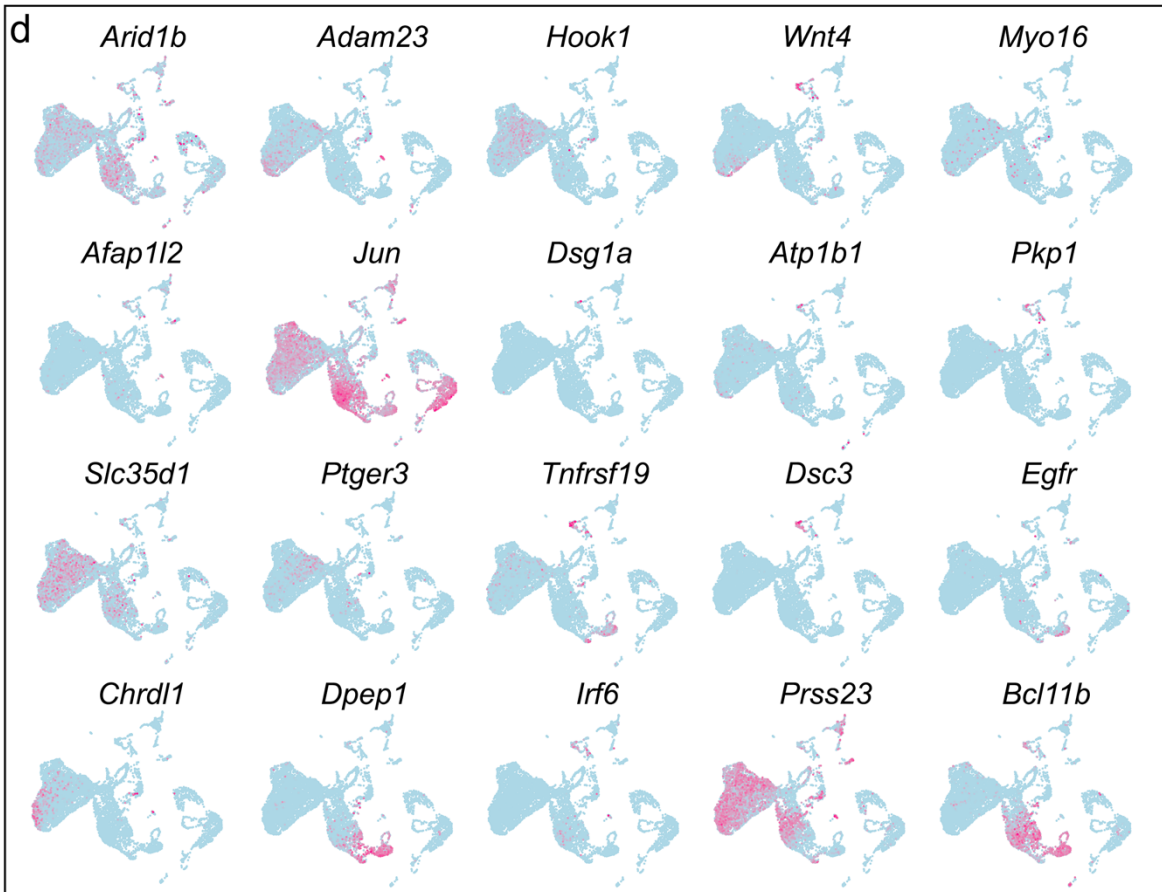 d
Arid1b Adam23 Hook1 Wnt4 Myo16
Afap1l2 Jun Dsg1a Atp1b1 Pkp1
Slc35d1 Ptger3 Tnfrsf19 Dsc3 Egfr
Chrdl1 Dpep1 Irf6 Prss23 Bcl11b